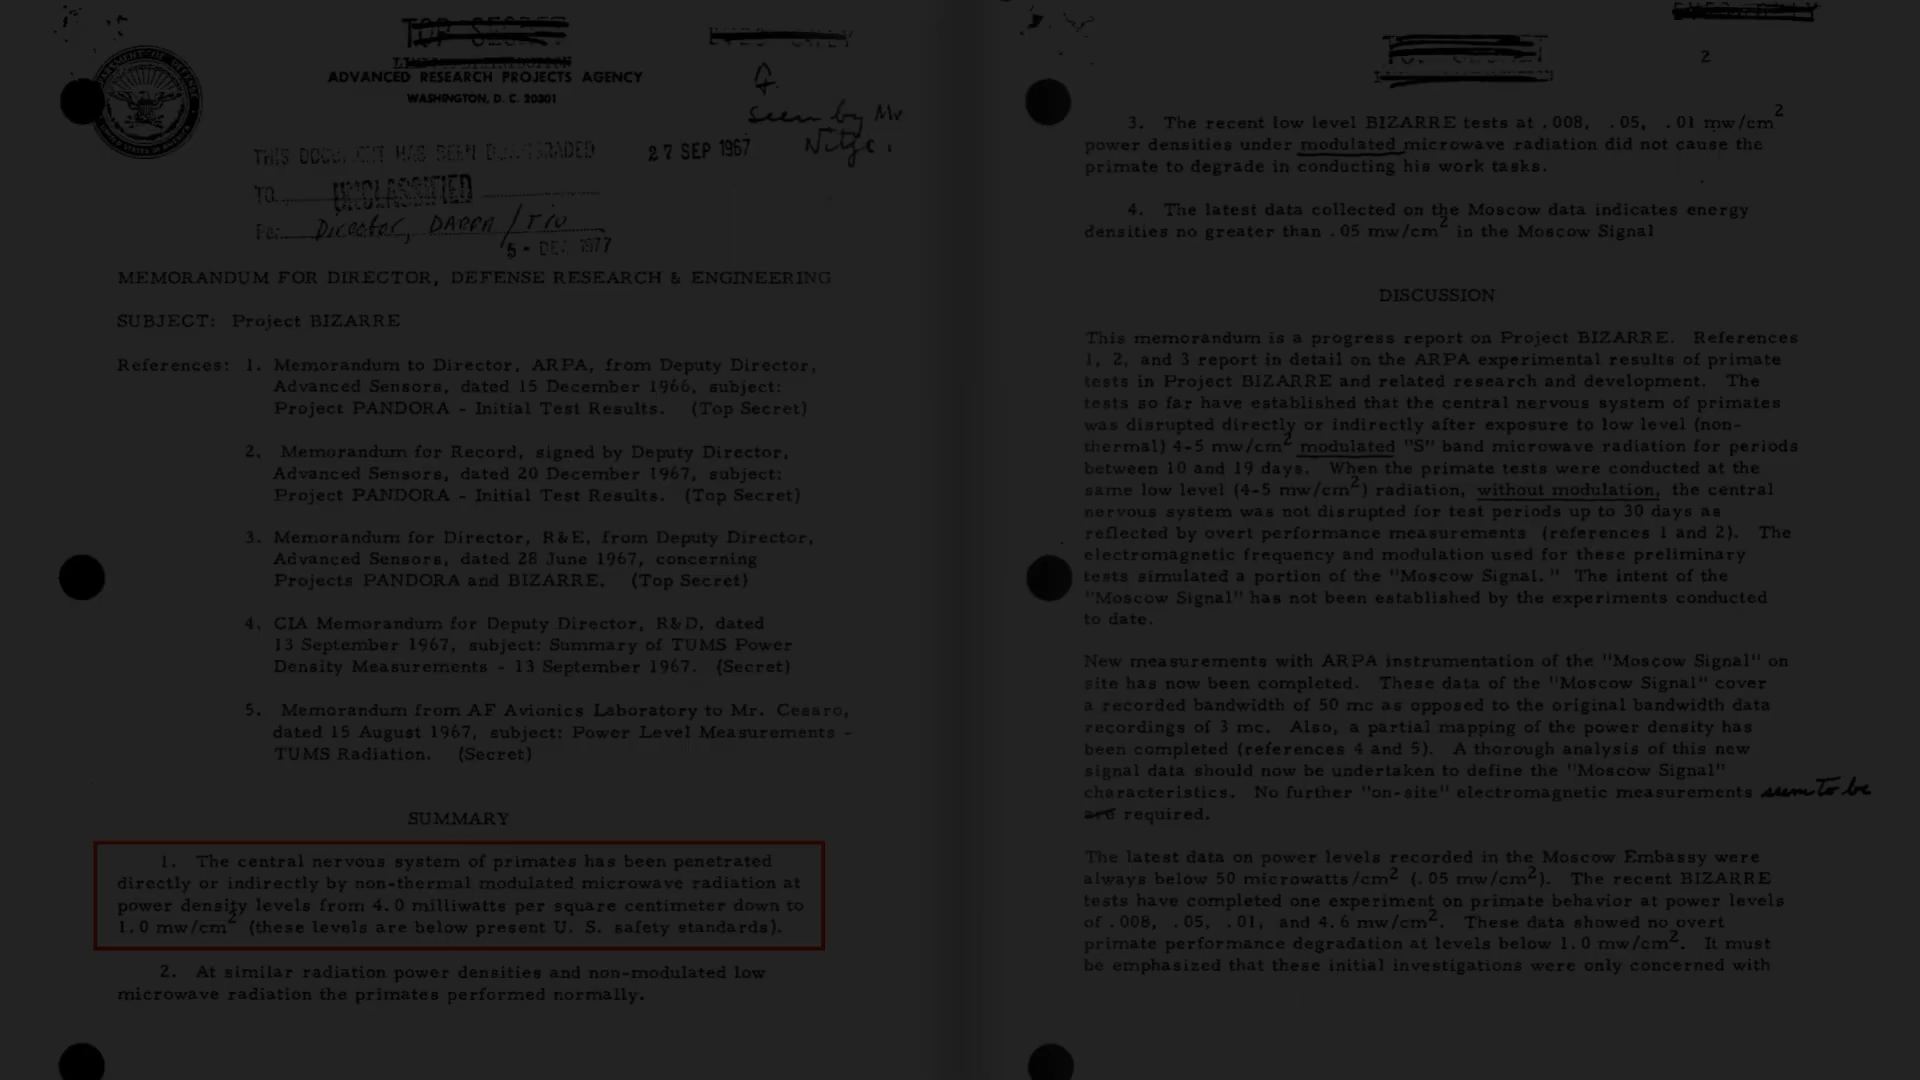 TOP SECRET
ADVANCED RESEARCH PROJECTS AGENCY
WASHINGTON, D. C. 20301
seen by Mr
Nitze.
THIS DOCUMENT HAS BEEN DOWNGRADED
27 SEP 1967
TO UNCLASSIFIED
Director, DARPA/TIO
5 - DEC 1977
MEMORANDUM FOR DIRECTOR, DEFENSE RESEARCH & ENGINEERING
SUBJECT: Project BIZARRE
References: 1. Memorandum to Director, ARPA, from Deputy Director,
Advanced Sensors, dated 15 December 1966, subject:
Project PANDORA - Initial Test Results. (Top Secret)
2. Memorandum for Record, signed by Deputy Director,
Advanced Sensors, dated 20 December 1967, subject:
Project PANDORA - Initial Test Results. (Top Secret)
3. Memorandum for Director, R&E, from Deputy Director,
Advanced Sensors, dated 28 June 1967, concerning
Projects PANDORA and BIZARRE. (Top Secret)
4. CIA Memorandum for Deputy Director, R&D, dated
13 September 1967, subject: Summary of TUMS Power
Density Measurements - 13 September 1967. (Secret)
5. Memorandum from AF Avionics Laboratory to Mr. Cesaro,
dated 15 August 1967, subject: Power Level Measurements -
TUMS Radiation. (Secret)
SUMMARY
1. The central nervous system of primates has been penetrated
directly or indirectly by non-thermal modulated microwave radiation at
power density levels from 4.0 milliwatts per square centimeter down to
1.0 mw/cm2 (these levels are below present U. S. safety standards).
2. At similar radiation power densities and non-modulated low
microwave radiation the primates performed normally.
2
3. The recent low level BIZARRE tests at .008, .05, .01 mw/cm2
power densities under modulated microwave radiation did not cause the
primate to degrade in conducting his work tasks.
4. The latest data collected on the Moscow data indicates energy
densities no greater than .05 mw/cm2 in the Moscow Signal
DISCUSSION
This memorandum is a progress report on Project BIZARRE. References
1, 2, and 3 report in detail on the ARPA experimental results of primate
tests in Project BIZARRE and related research and development. The
tests so far have established that the central nervous system of primates
was disrupted directly or indirectly after exposure to low level (non-
thermal) 4-5 mw/cm2 modulated "S" band microwave radiation for periods
between 10 and 19 days. When the primate tests were conducted at the
same low level (4-5 mw/cm2) radiation, without modulation, the central
nervous system was not disrupted for test periods up to 30 days as
reflected by overt performance measurements (references 1 and 2). The
electromagnetic frequency and modulation used for these preliminary
tests simulated a portion of the "Moscow Signal." The intent of the
"Moscow Signal" has not been established by the experiments conducted
to date.
New measurements with ARPA instrumentation of the "Moscow Signal" on
site has now been completed. These data of the "Moscow Signal" cover
a recorded bandwidth of 50 mc as opposed to the original bandwidth data
recordings of 3 mc. Also, a partial mapping of the power density has
been completed (references 4 and 5). A thorough analysis of this new
signal data should now be undertaken to define the "Moscow Signal"
characteristics. No further "on-site" electromagnetic measurements seem to be
are required.
The latest data on power levels recorded in the Moscow Embassy were
always below 50 microwatts/cm2 (.05 mw/cm2). The recent BIZARRE
tests have completed one experiment on primate behavior at power levels
of .008, .05, .01, and 4.6 mw/cm2. These data showed no overt
primate performance degradation at levels below 1.0 mw/cm2. It must
be emphasized that these initial investigations were only concerned with